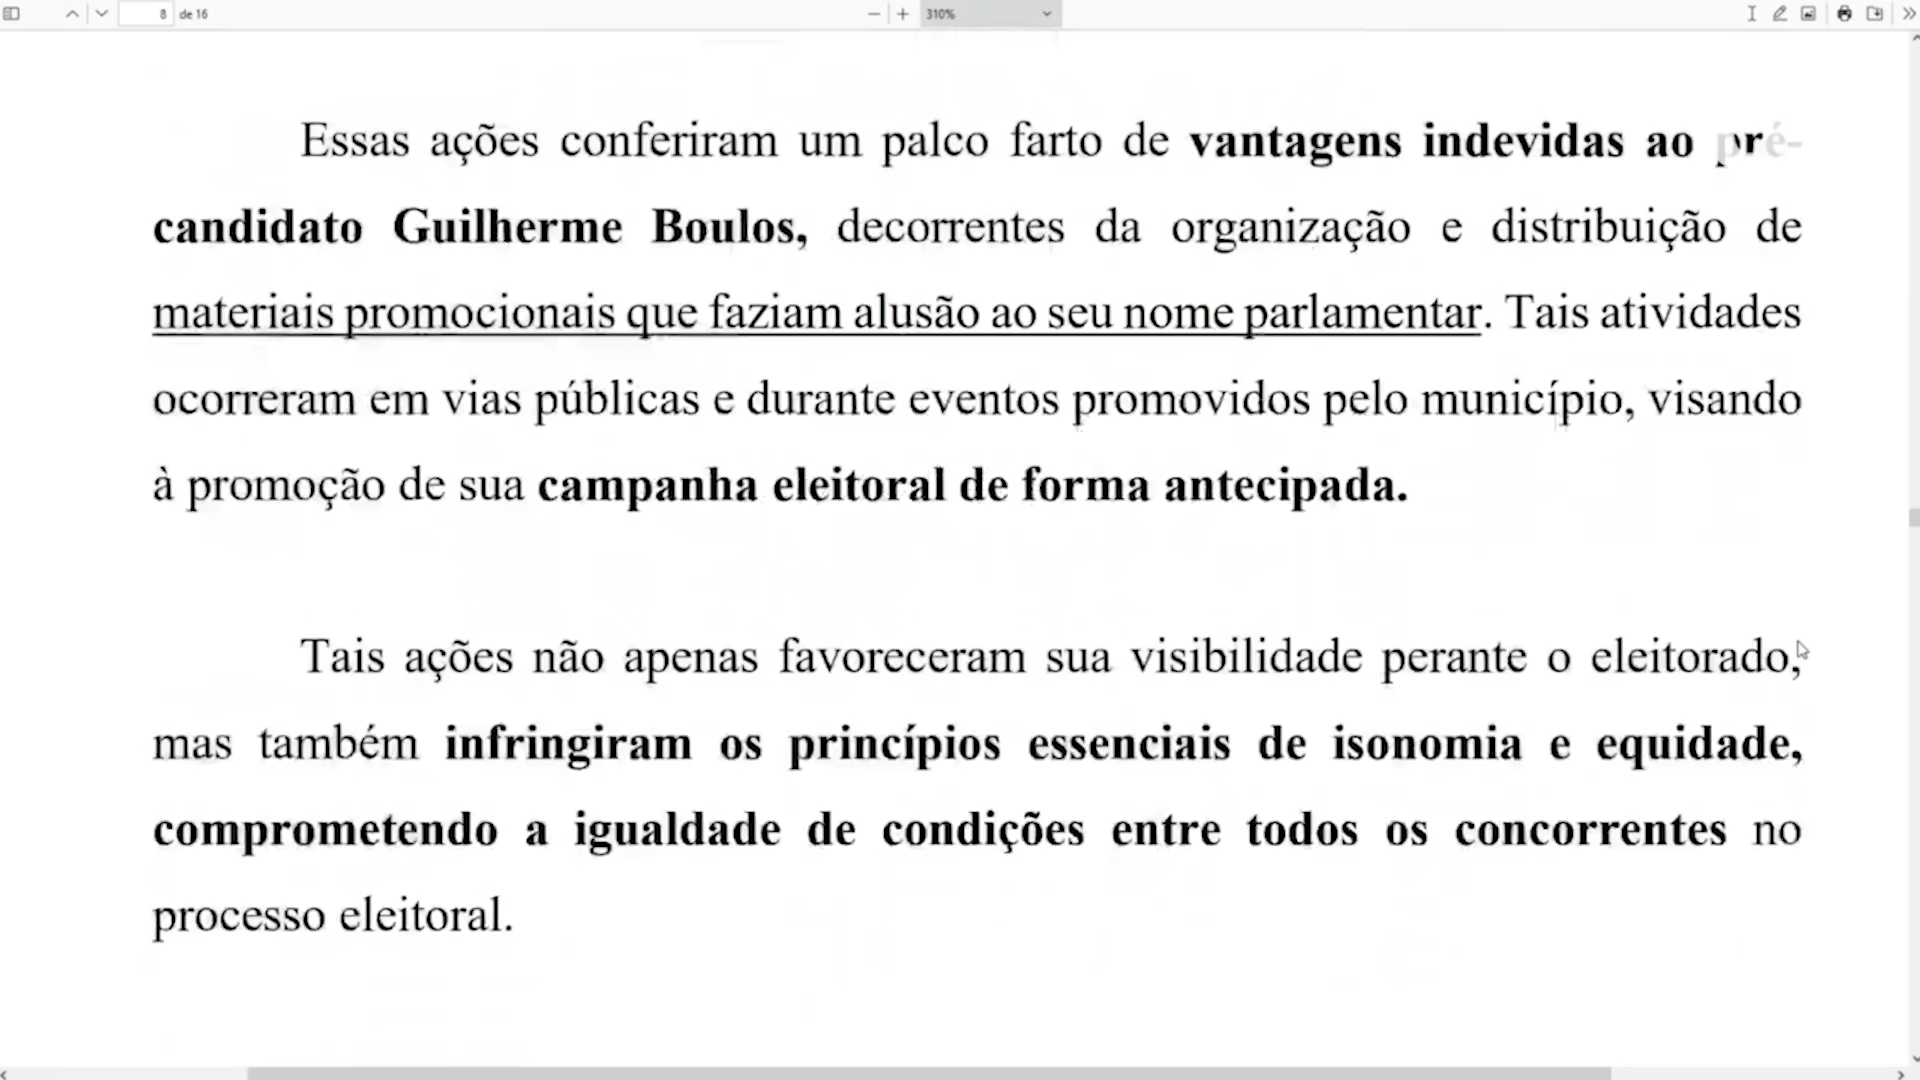 8 de 16
310%
Essas ações conferiram um palco farto de vantagens indevidas ao pré-
candidato Guilherme Boulos, decorrentes da organização e distribuição de
materiais promocionais que faziam alusão ao seu nome parlamentar. Tais atividades
ocorreram em vias públicas e durante eventos promovidos pelo município, visando
à promoção de sua campanha eleitoral de forma antecipada.
Tais ações não apenas favoreceram sua visibilidade perante o eleitorado,
mas também infringiram os princípios essenciais de isonomia e equidade,
comprometendo a igualdade de condições entre todos os concorrentes no
processo eleitoral.